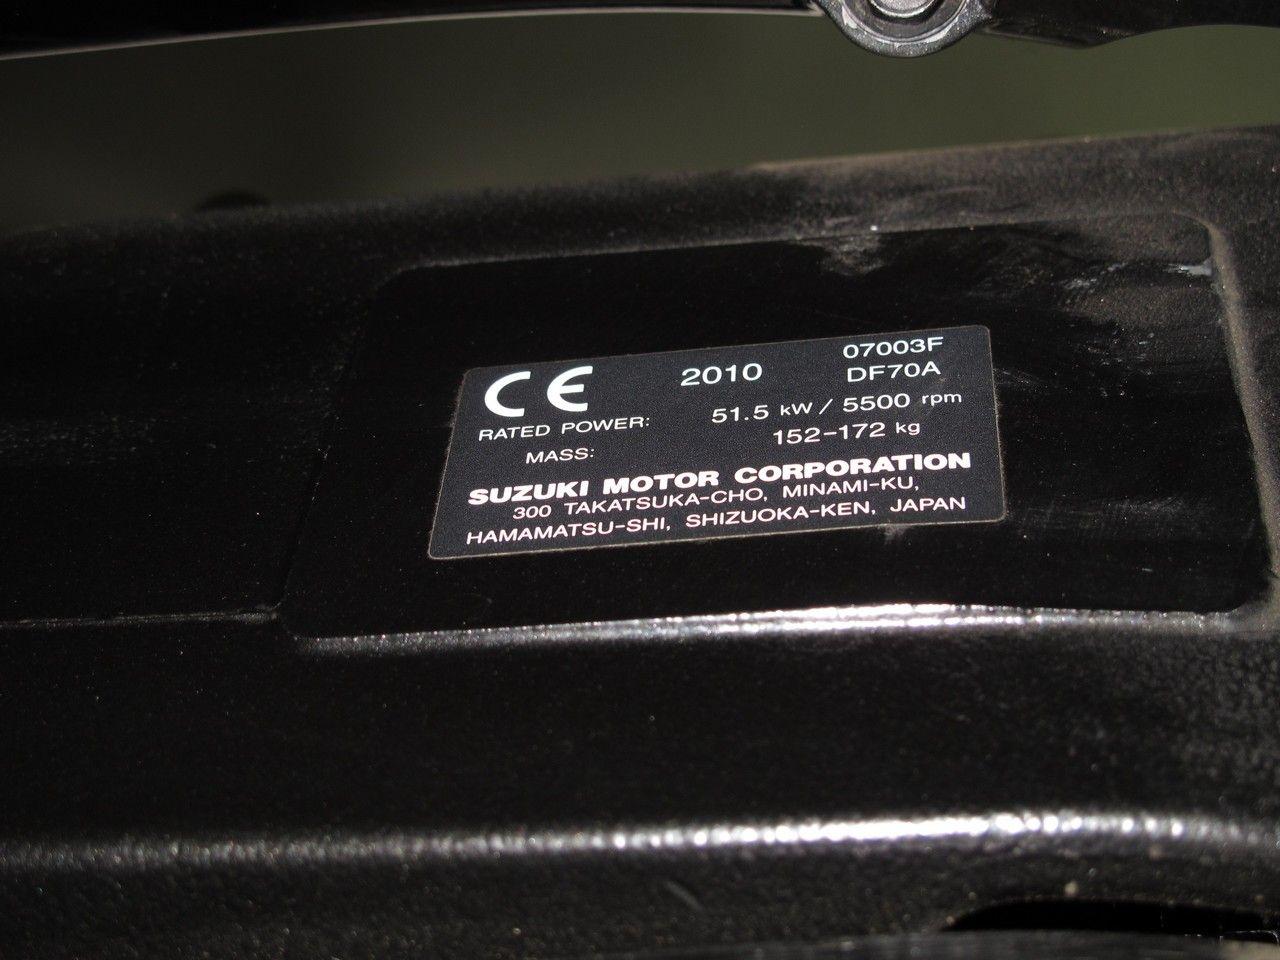 CE 2010 07003F
DF70A
RATED POWER: 51.5 kW / 5500 rpm
MASS: 152-172 kg
SUZUKI MOTOR CORPORATION
300 TAKATSUKA-CHO, MINAMI-KU,
HAMAMATSU-SHI, SHIZUOKA-KEN, JAPAN